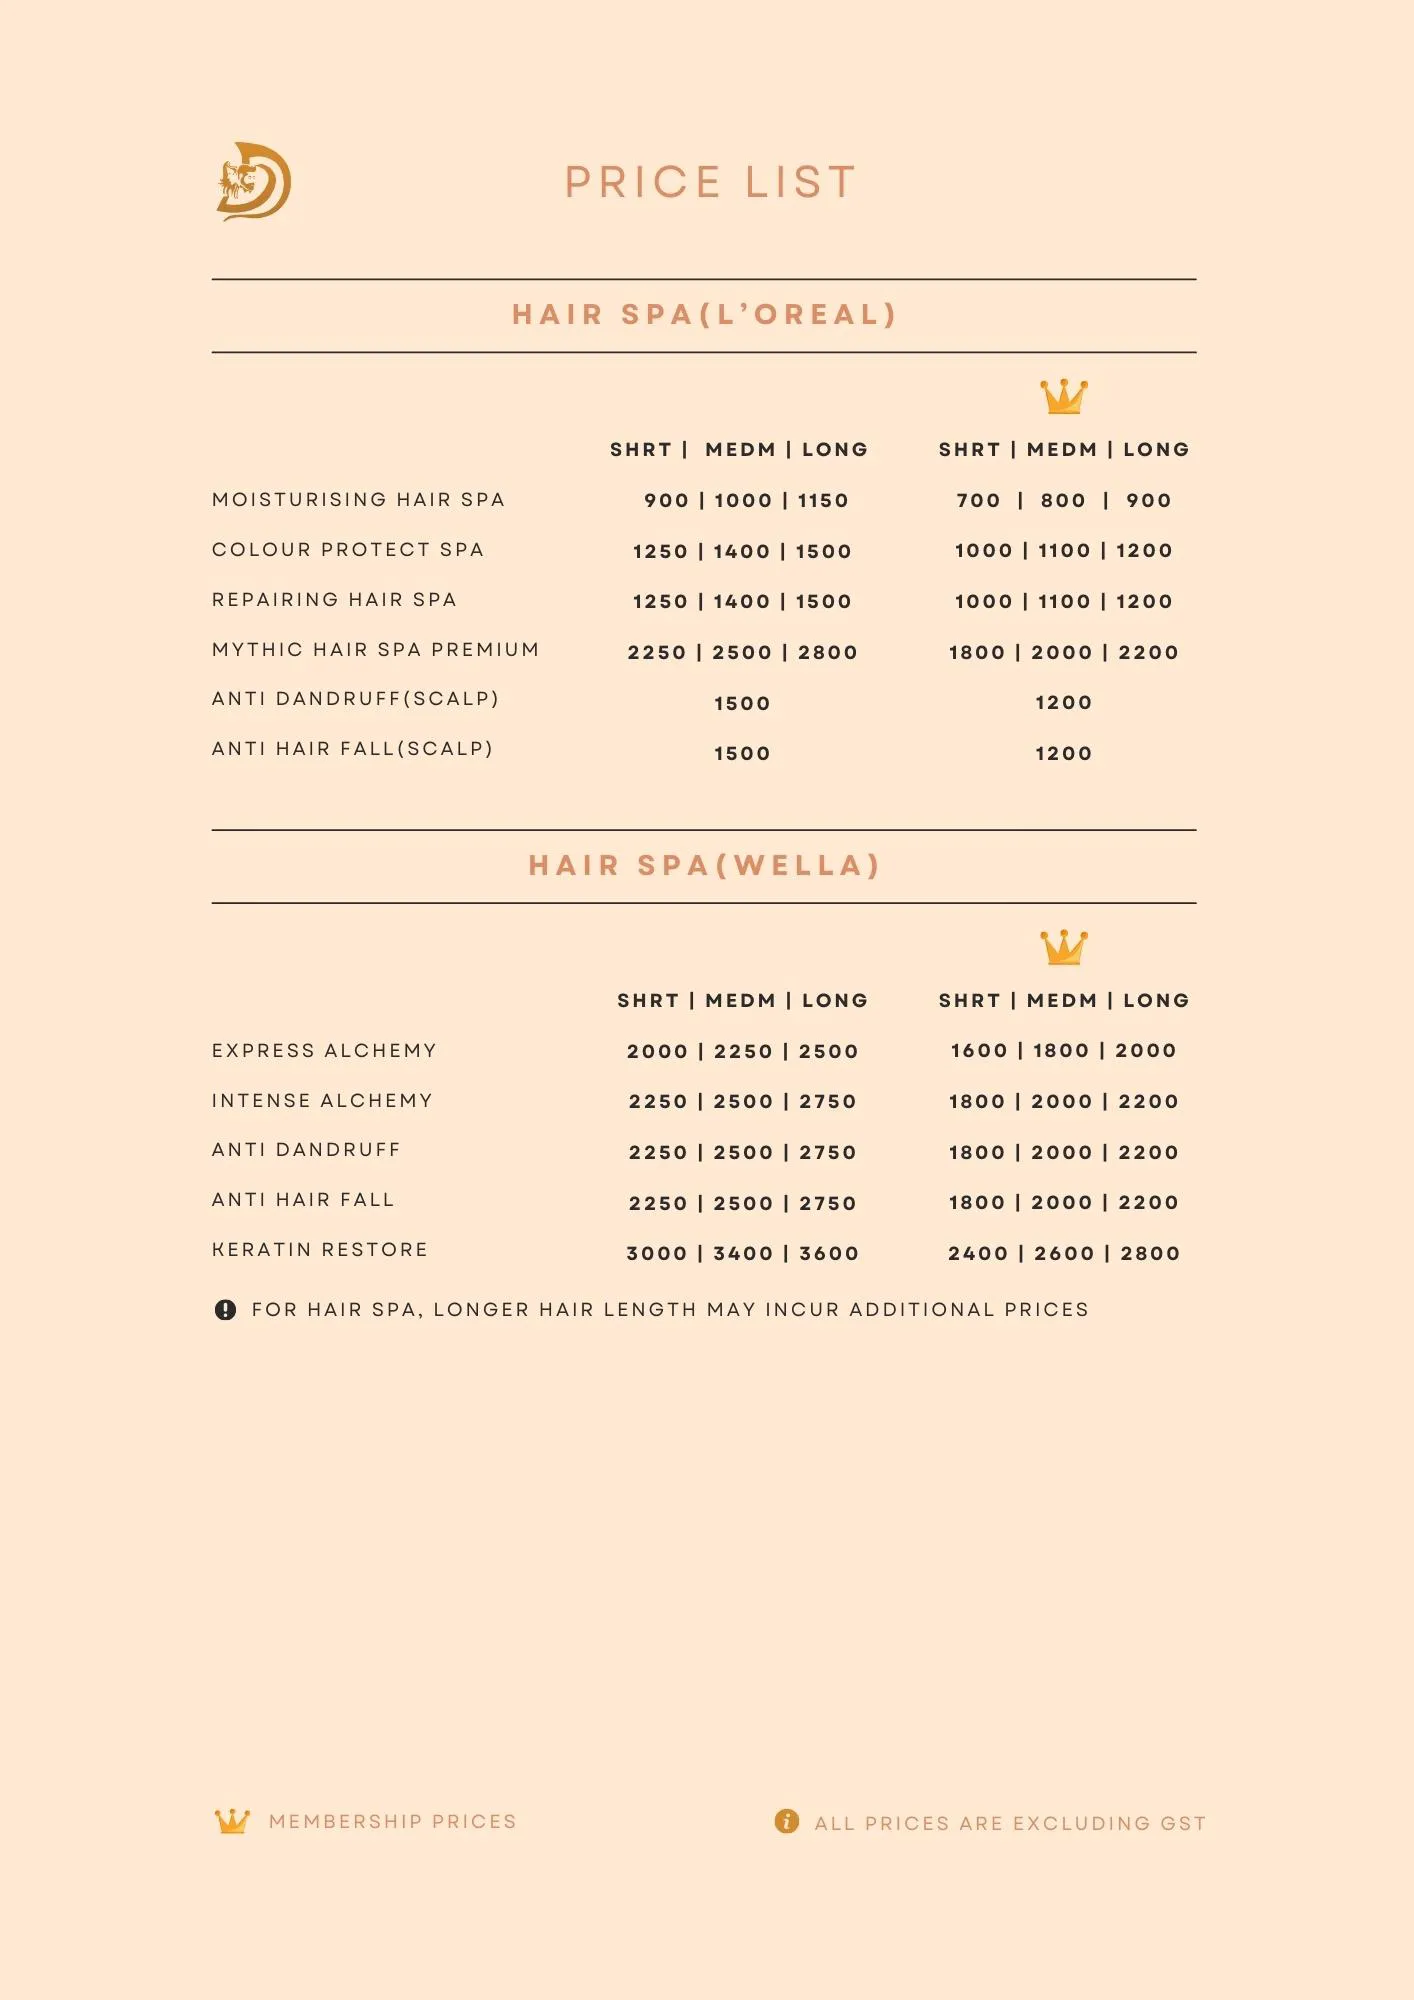 PRICE LIST
HAIR SPA(L’OREAL)
SHRT | MEDM | LONG SHRT | MEDM | LONG
MOISTURISING HAIR SPA 900 | 1000 | 1150 700 | 800 | 900
COLOUR PROTECT SPA 1250 | 1400 | 1500 1000 | 1100 | 1200
REPAIRING HAIR SPA 1250 | 1400 | 1500 1000 | 1100 | 1200
MYTHIC HAIR SPA PREMIUM 2250 | 2500 | 2800 1800 | 2000 | 2200
ANTI DANDRUFF(SCALP) 1500 1200
ANTI HAIR FALL(SCALP) 1500 1200
HAIR SPA(WELLA)
SHRT | MEDM | LONG SHRT | MEDM | LONG
EXPRESS ALCHEMY 2000 | 2250 | 2500 1600 | 1800 | 2000
INTENSE ALCHEMY 2250 | 2500 | 2750 1800 | 2000 | 2200
ANTI DANDRUFF 2250 | 2500 | 2750 1800 | 2000 | 2200
ANTI HAIR FALL 2250 | 2500 | 2750 1800 | 2000 | 2200
KERATIN RESTORE 3000 | 3400 | 3600 2400 | 2600 | 2800
FOR HAIR SPA, LONGER HAIR LENGTH MAY INCUR ADDITIONAL PRICES
MEMBERSHIP PRICES ALL PRICES ARE EXCLUDING GST